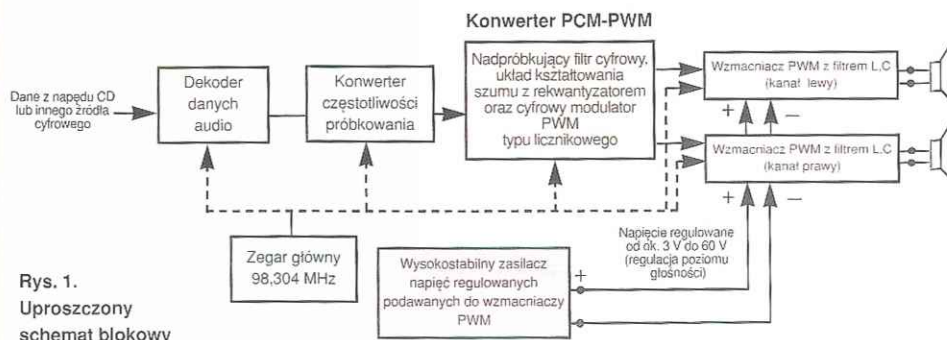 Konwerter PCM-PWM
Dane z napędu CD
lub innego źródła
cyfrowego
Dekoder
danych
audio
Konwerter
częstotliwości
próbkowania
Nadpróbkujący filtr cyfrowy,
układ kształtowania
szumu z rekwantyzatorem
oraz cyfrowy modulator
PWM
typu licznikowego
Wzmacniacz PWM z filtrem L,C
(kanał lewy)
+ −
Wzmacniacz PWM z filtrem L,C
(kanał prawy)
+ −
Zegar główny
98,304 MHz
Napięcie regulowane
od ok. 3 V do 60 V
(regulacja poziomu
głośności)
Wysokostabilny zasilacz
napięć regulowanych
podawanych do wzmacniaczy
PWM
+
−
Rys. 1.
Uproszczony
schemat blokowy